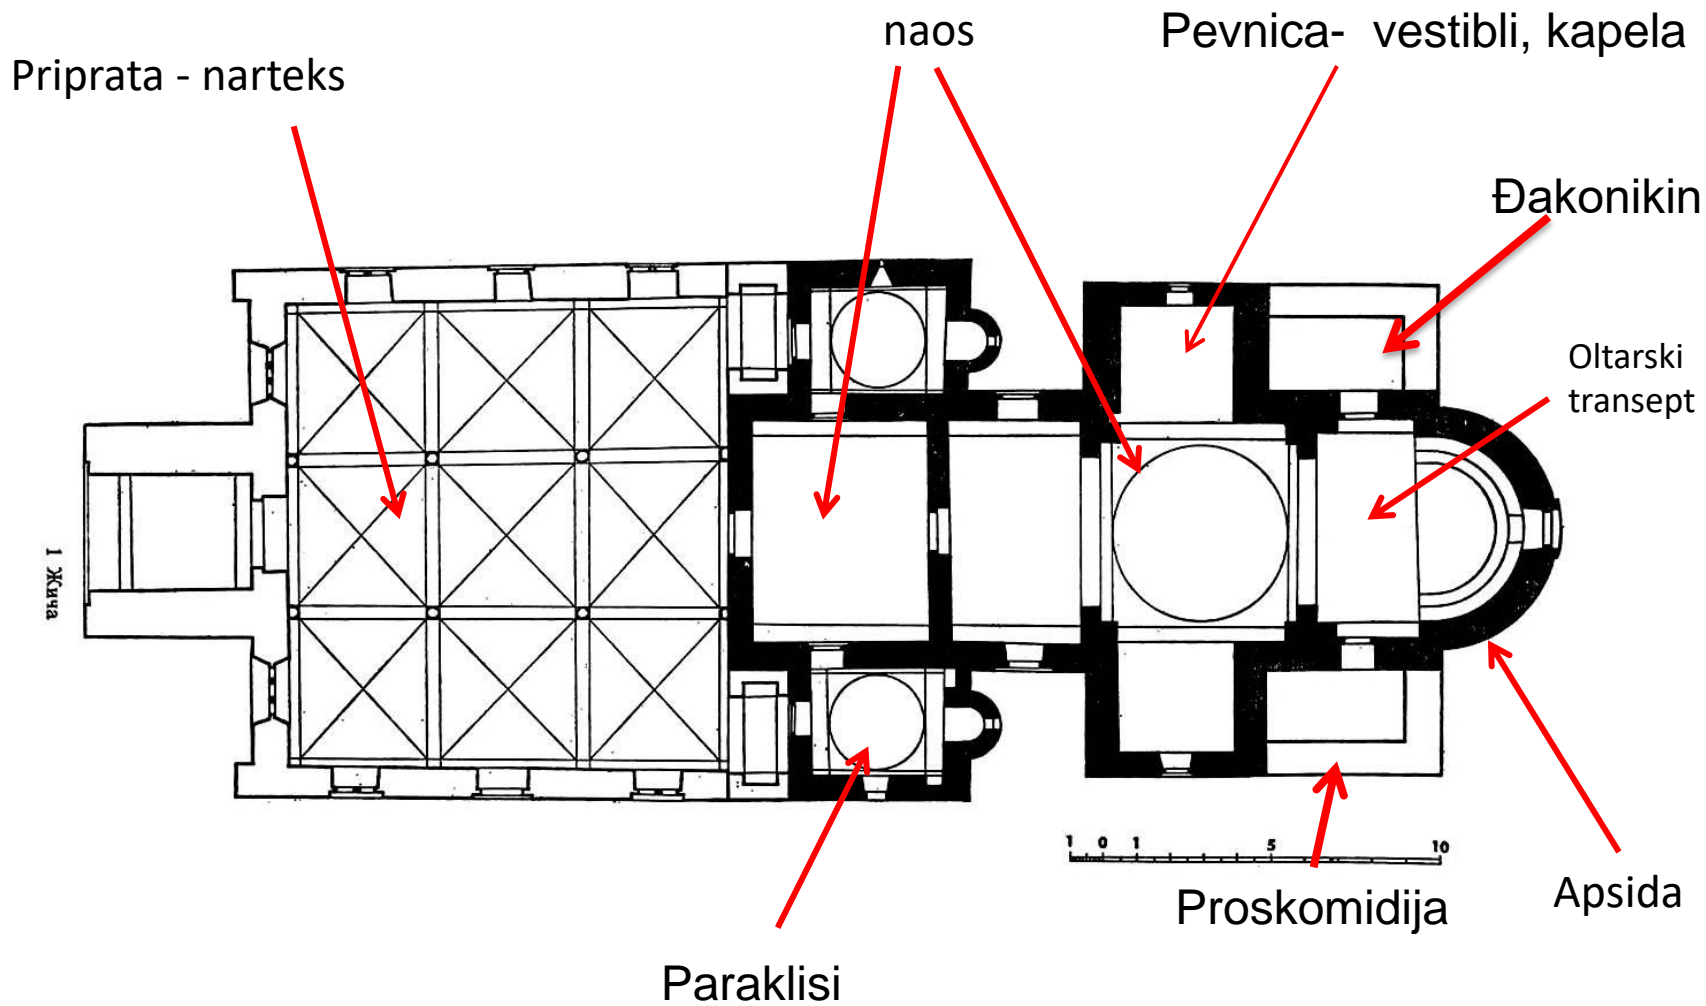 naos
Pevnica- vestibli, kapela
Priprata - narteks
Đakonikin
Oltarski
transept
1 Жича
1 0 1 5 10
Proskomidija
Apsida
Paraklisi